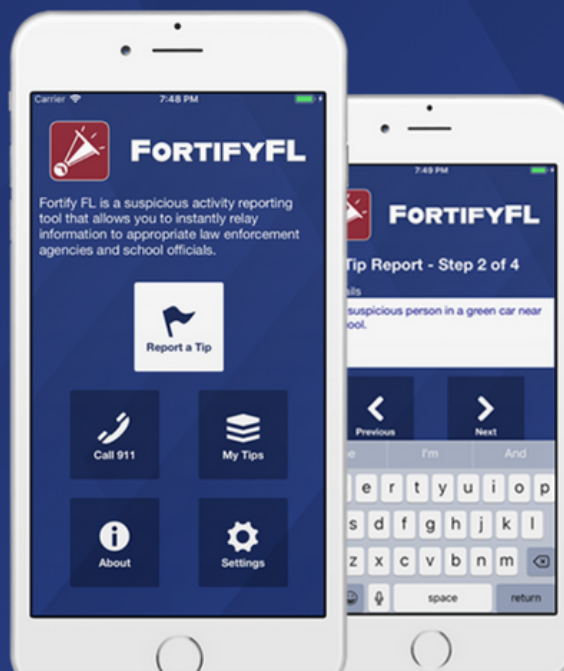 Carrier 7:48 PM
FORTIFYFL
Fortify FL is a suspicious activity reporting
tool that allows you to instantly relay
information to appropriate law enforcement
agencies and school officials.
Report a Tip
Call 911
My Tips
About
Settings
7:49 PM
FORTIFYFL
Tip Report - Step 2 of 4
suspicious person in a green car near
Previous
Next
I'm
And
e r t y u i o p
s d f g h j k l
z x c v b n m
space
return